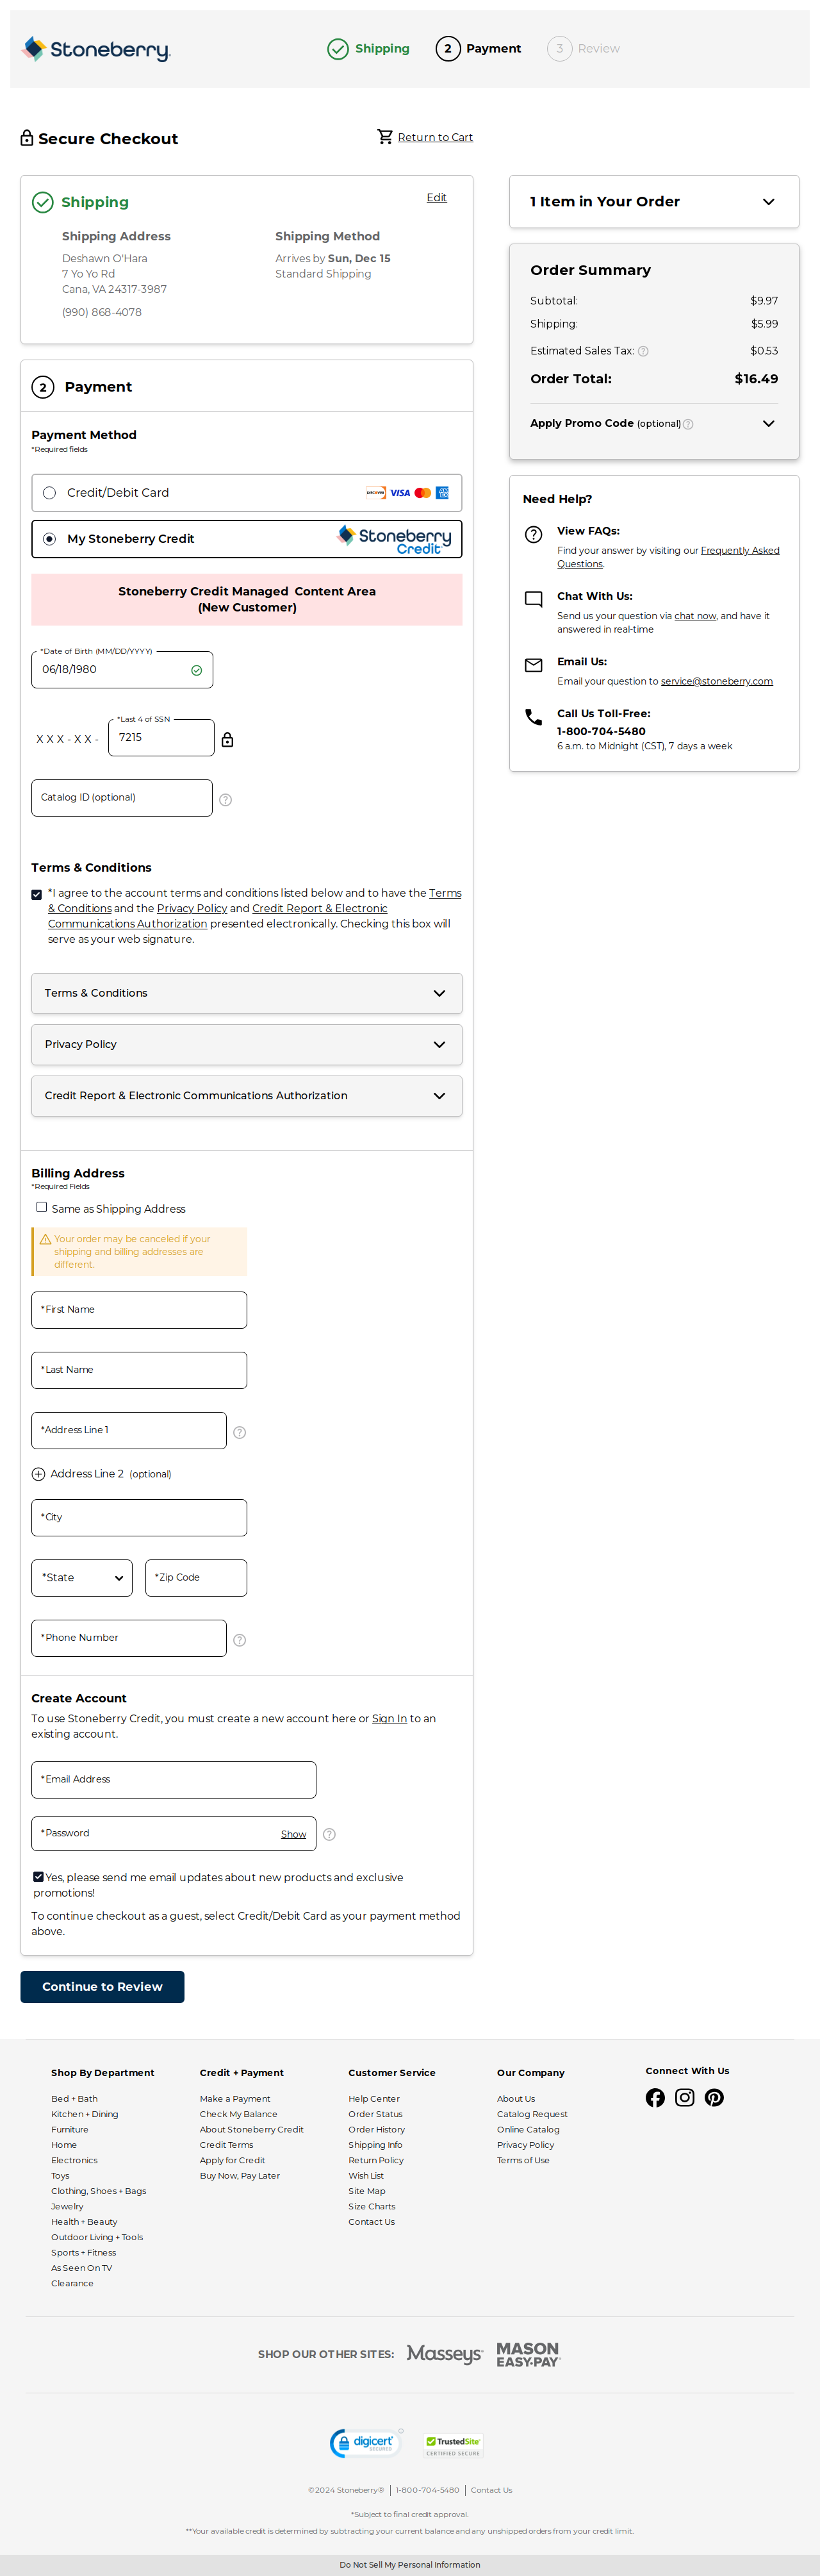 Stoneberry.
Shipping
2
Payment
3
Review
Secure Checkout
Return to Cart
Shipping
Edit
Shipping Address
Deshawn O'Hara
7 Yo Yo Rd
Cana, VA 24317-3987
(990) 868-4078
Shipping Method
Arrives by Sun, Dec 15
Standard Shipping
2
Payment
Payment Method
*Required fields
Credit/Debit Card
DISCOVER VISA
My Stoneberry Credit
Stoneberry
Credit
Stoneberry Credit Managed Content Area
(New Customer)
*Date of Birth (MM/DD/YYYY)
06/18/1980
*Last 4 of SSN
X X X - X X -
7215
Catalog ID (optional)
Terms & Conditions
*I agree to the account terms and conditions listed below and to have the Terms
& Conditions and the Privacy Policy and Credit Report & Electronic
Communications Authorization presented electronically. Checking this box will
serve as your web signature.
Terms & Conditions
Privacy Policy
Credit Report & Electronic Communications Authorization
Billing Address
*Required Fields
Same as Shipping Address
Your order may be canceled if your
shipping and billing addresses are
different.
*First Name
*Last Name
*Address Line 1
Address Line 2 (optional)
*City
*State
*Zip Code
*Phone Number
Create Account
To use Stoneberry Credit, you must create a new account here or Sign In to an
existing account.
*Email Address
*Password
Show
Yes, please send me email updates about new products and exclusive
promotions!
To continue checkout as a guest, select Credit/Debit Card as your payment method
above.
Continue to Review
1 Item in Your Order
Order Summary
Subtotal: $9.97
Shipping: $5.99
Estimated Sales Tax: $0.53
Order Total: $16.49
Apply Promo Code (optional)
Need Help?
View FAQs:
Find your answer by visiting our Frequently Asked
Questions.
Chat With Us:
Send us your question via chat now, and have it
answered in real-time
Email Us:
Email your question to service@stoneberry.com
Call Us Toll-Free:
1-800-704-5480
6 a.m. to Midnight (CST), 7 days a week
Shop By Department
Bed + Bath
Kitchen + Dining
Furniture
Home
Electronics
Toys
Clothing, Shoes + Bags
Jewelry
Health + Beauty
Outdoor Living + Tools
Sports + Fitness
As Seen On TV
Clearance
Credit + Payment
Make a Payment
Check My Balance
About Stoneberry Credit
Credit Terms
Apply for Credit
Buy Now, Pay Later
Customer Service
Help Center
Order Status
Order History
Shipping Info
Return Policy
Wish List
Site Map
Size Charts
Contact Us
Our Company
About Us
Catalog Request
Online Catalog
Privacy Policy
Terms of Use
Connect With Us
SHOP OUR OTHER SITES:
Masseys
MASON
EASY•PAY
digicert
SECURED
TrustedSite
CERTIFIED SECURE
©2024 Stoneberry® | 1-800-704-5480 | Contact Us
*Subject to final credit approval.
**Your available credit is determined by subtracting your current balance and any unshipped orders from your credit limit.
Do Not Sell My Personal Information